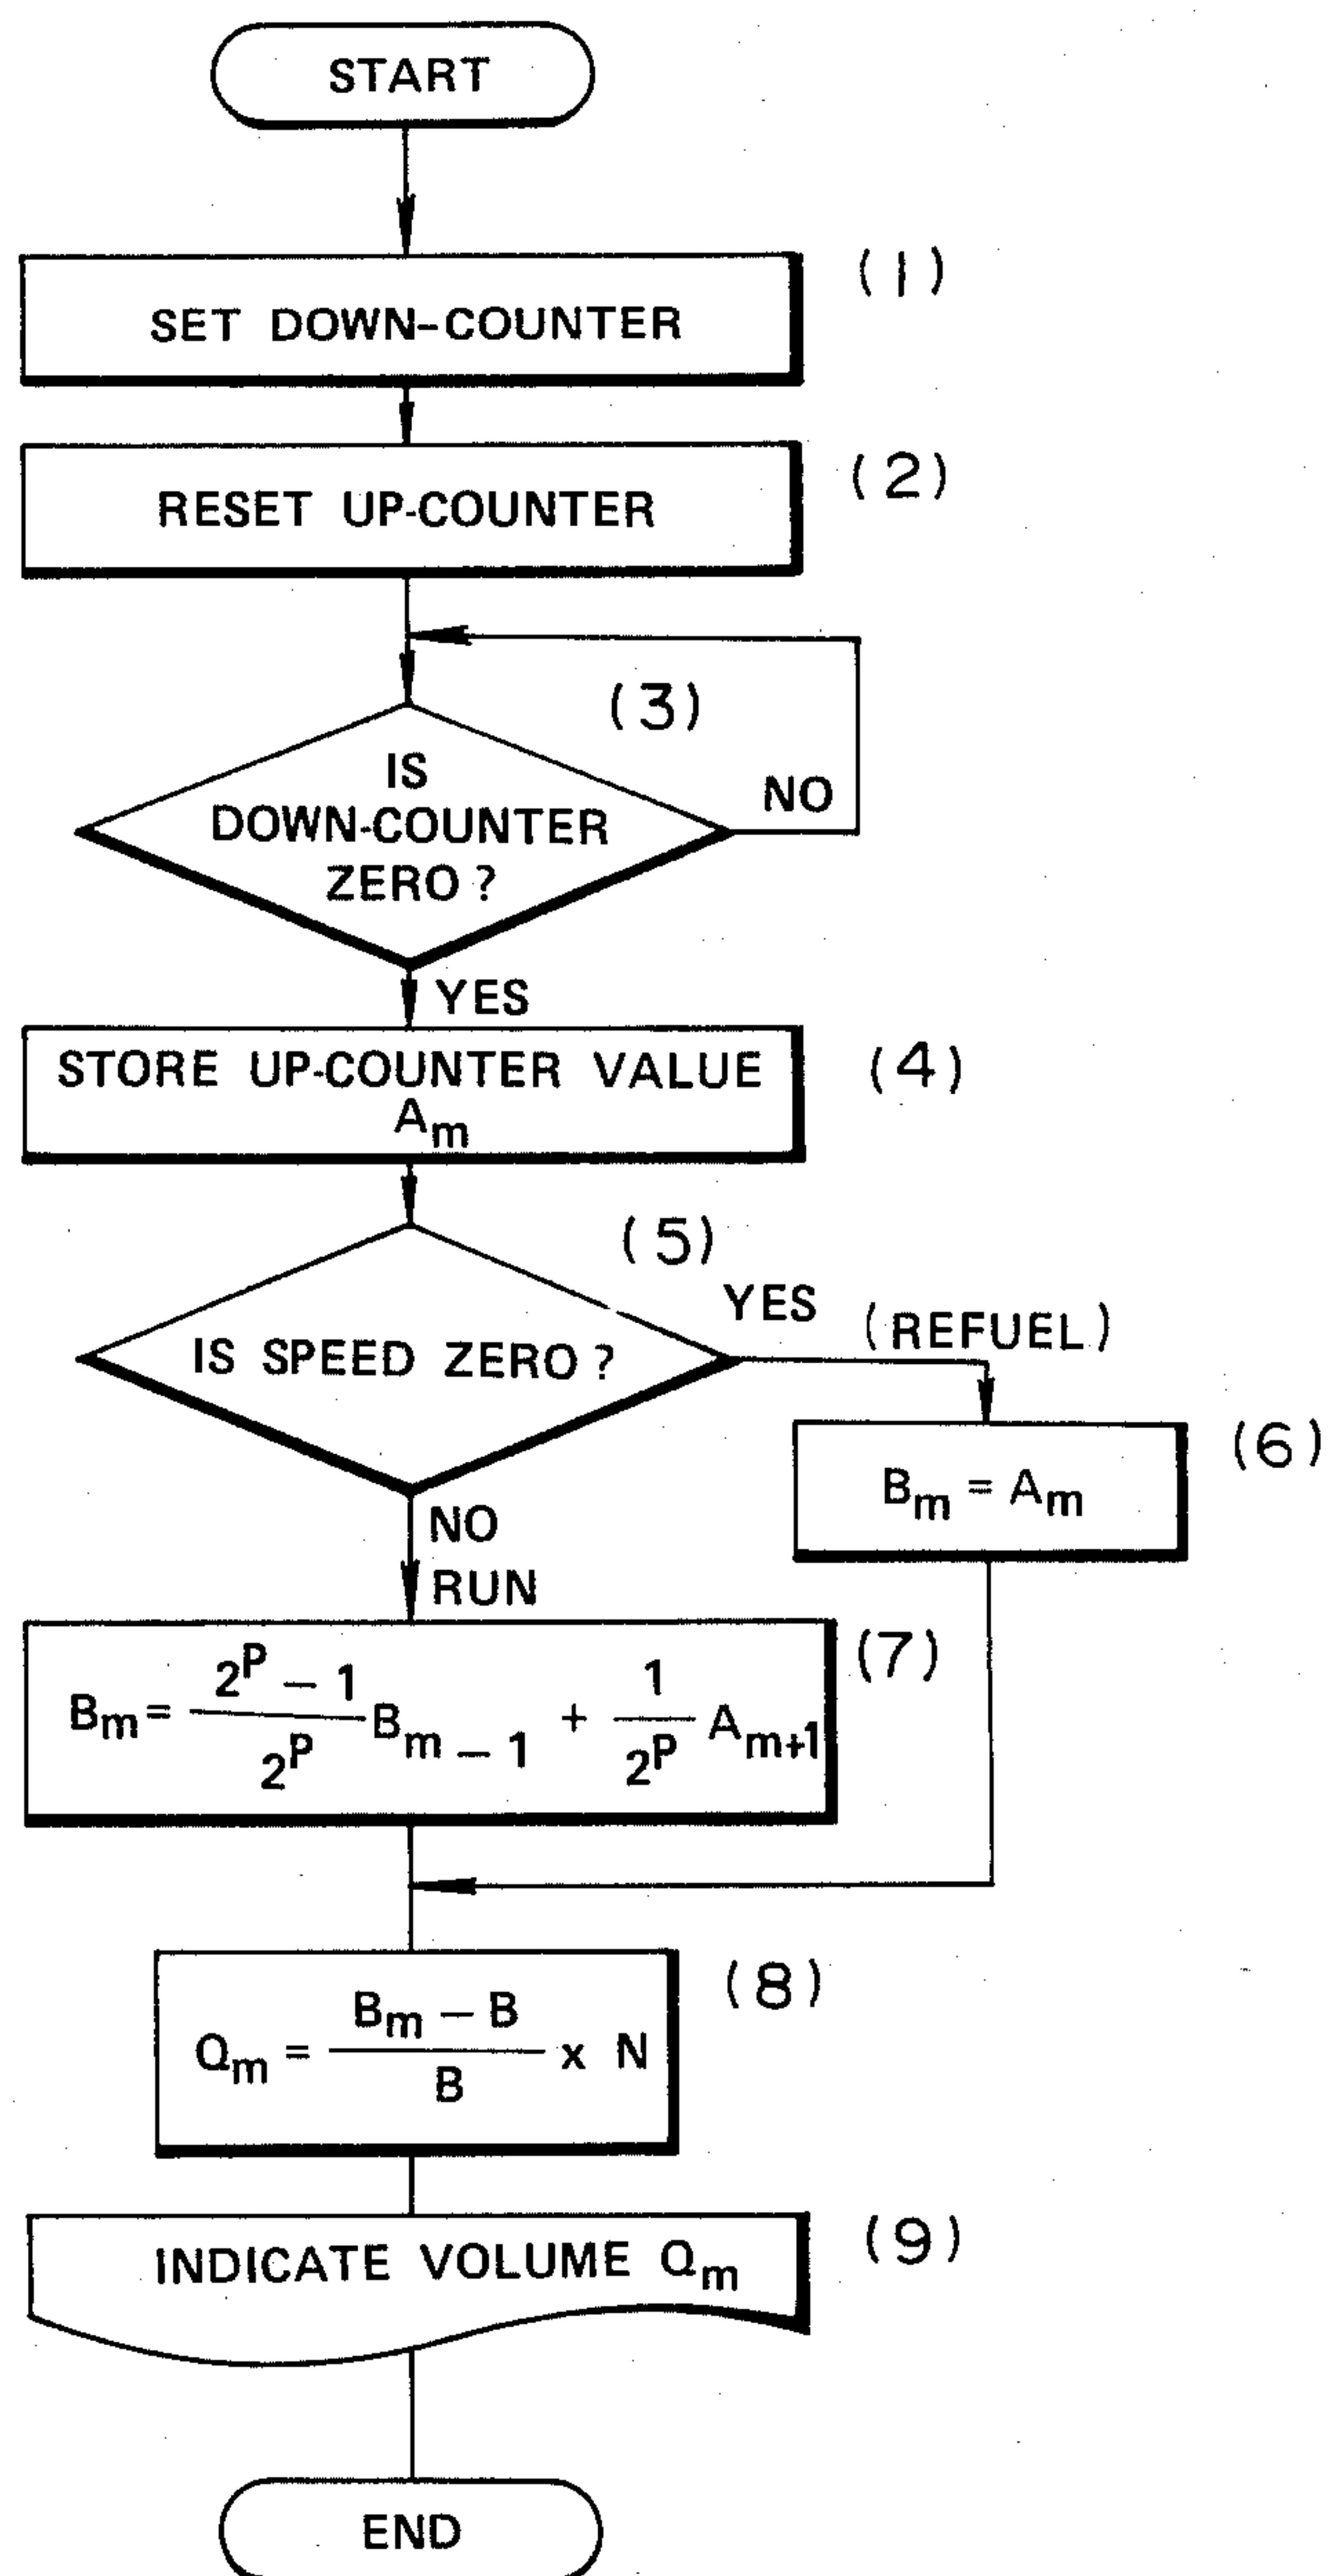 START
(1)
SET DOWN-COUNTER
(2)
RESET UP-COUNTER
(3)
IS
DOWN-COUNTER
ZERO?
NO
YES
STORE UP-COUNTER VALUE
Am
(4)
(5)
IS SPEED ZERO?
YES
(REFUEL)
(6)
Bm = Am
NO
RUN
(7)
Bm = 2^P – 1 / 2^P Bm – 1 + 1 / 2^P Am+1
(8)
Qm = Bm – B / B x N
INDICATE VOLUME Qm
(9)
END